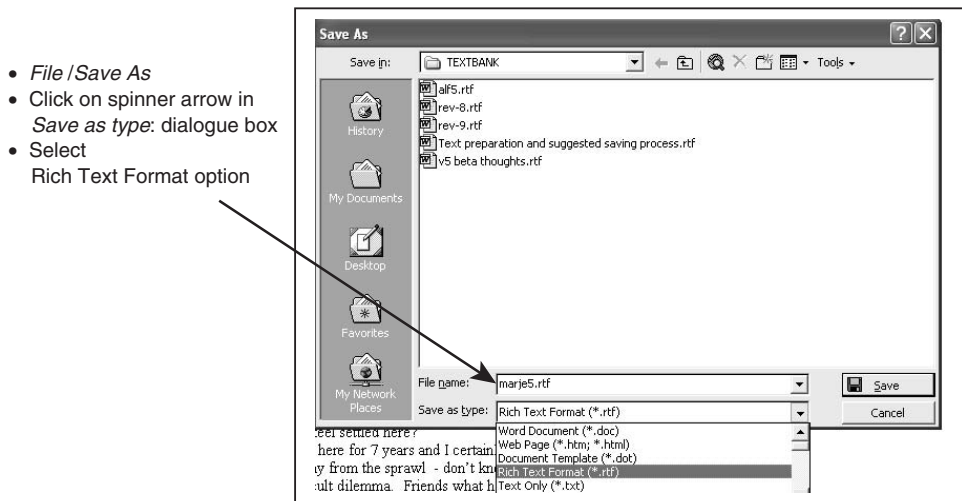 • File /Save As
• Click on spinner arrow in
Save as type: dialogue box
• Select
Rich Text Format option
Save As
Save in:
TEXTBANK
Tools
History
My Documents
Desktop
Favorites
My Network
Places
alf5.rtf
rev-8.rtf
rev-9.rtf
Text preparation and suggested saving process.rtf
v5 beta thoughts.rtf
File name:
marje5.rtf
Save
Save as type:
Rich Text Format (*.rtf)
Cancel
Word Document (*.doc)
Web Page (*.htm; *.html)
Document Template (*.dot)
Rich Text Format (*.rtf)
Text Only (*.txt)
settled here?
here for 7 years and I certain
from the sprawl - don't kn
dilemma. Friends what h